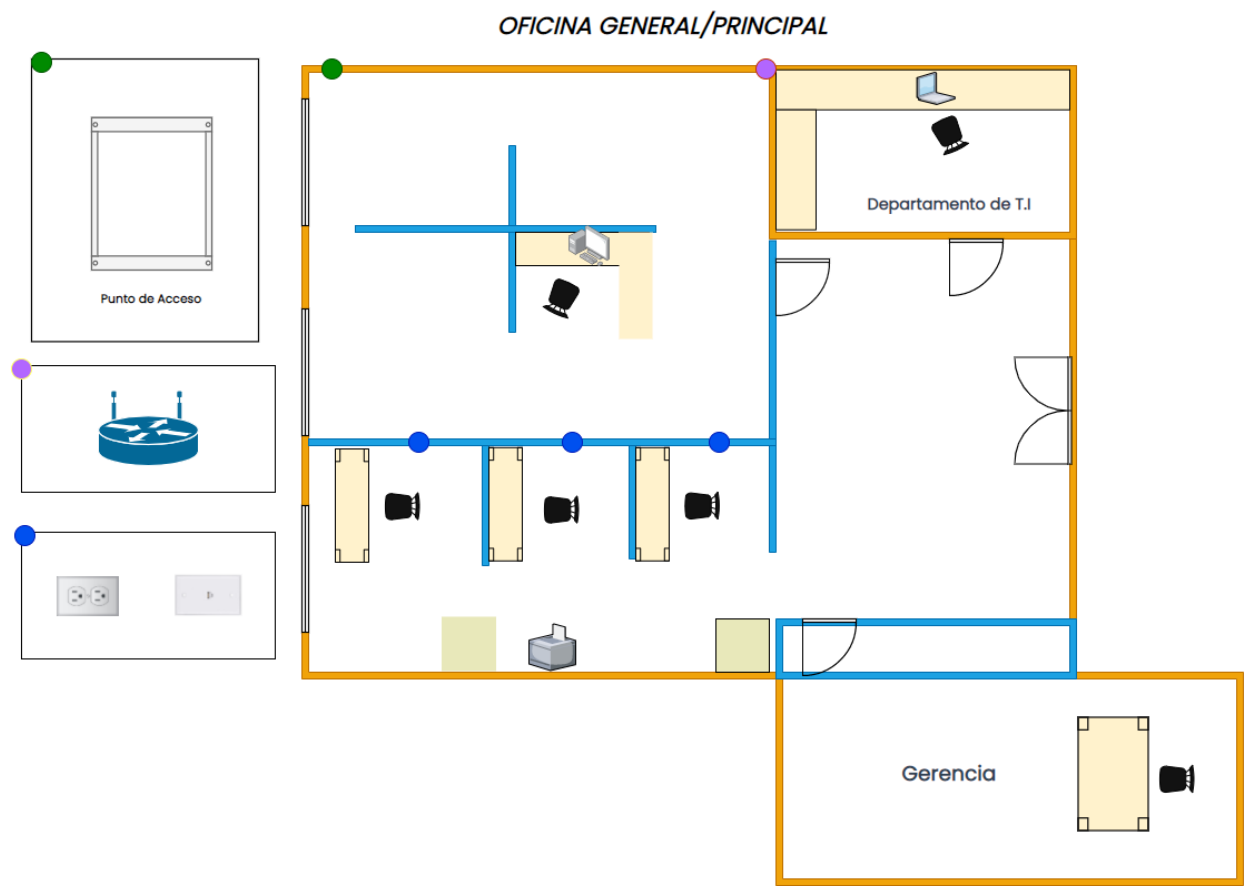 OFICINA GENERAL/PRINCIPAL
Departamento de T.I
Punto de Acceso
Gerencia